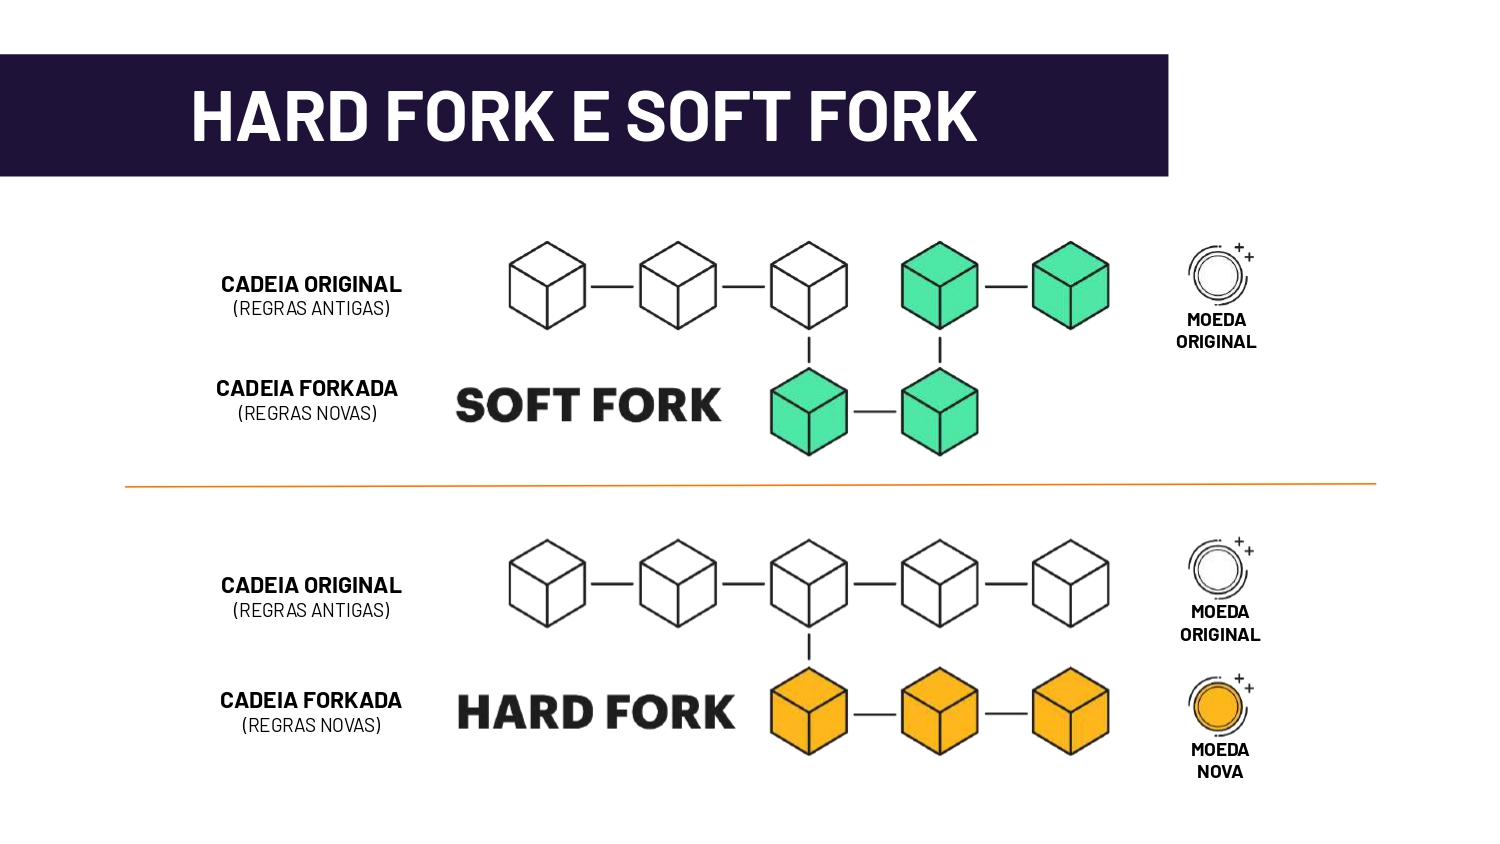 HARD FORK E SOFT FORK
CADEIA ORIGINAL
(REGRAS ANTIGAS)
MOEDA
ORIGINAL
CADEIA FORKADA
(REGRAS NOVAS)
SOFT FORK
CADEIA ORIGINAL
(REGRAS ANTIGAS)
MOEDA
ORIGINAL
CADEIA FORKADA
(REGRAS NOVAS)
HARD FORK
MOEDA
NOVA